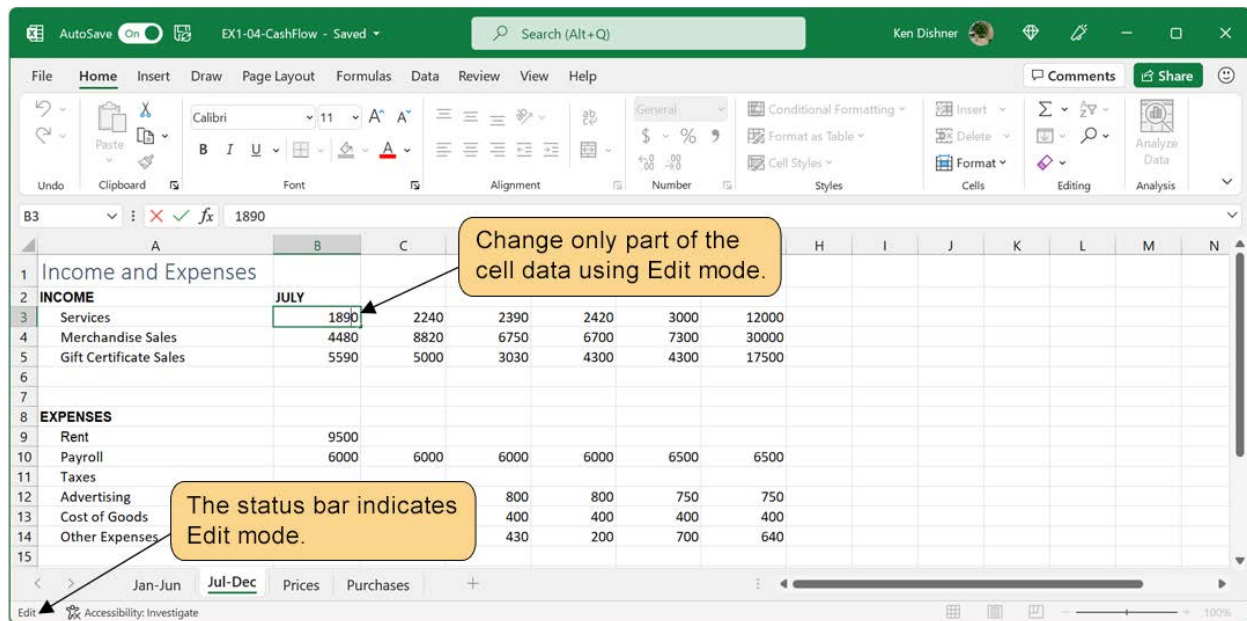 AutoSave On EX1-04-CashFlow - Saved Search (Alt+Q) Ken Dishner
File Home Insert Draw Page Layout Formulas Data Review View Help Comments Share
Calibri 11 A^ A˅ ab General Conditional Formatting Insert Σ
Paste B I U A $ % 9 Format as Table Delete Analyze
Cell Styles Format Data
Undo Clipboard Font Alignment Number Styles Cells Editing Analysis
B3 fx 1890
Change only part of the
cell data using Edit mode.
A B C H I J K L M N
1 Income and Expenses
2 INCOME JULY
3 Services 1890 2240 2390 2420 3000 12000
4 Merchandise Sales 4480 8820 6750 6700 7300 30000
5 Gift Certificate Sales 5590 5000 3030 4300 4300 17500
6
7
8 EXPENSES
9 Rent 9500
10 Payroll 6000 6000 6000 6000 6500 6500
11 Taxes
12 Advertising 800 800 750 750
13 Cost of Goods 400 400 400 400
14 Other Expenses 430 200 700 640
15
The status bar indicates
Edit mode.
Jan-Jun Jul-Dec Prices Purchases
Edit Accessibility: Investigate 100%